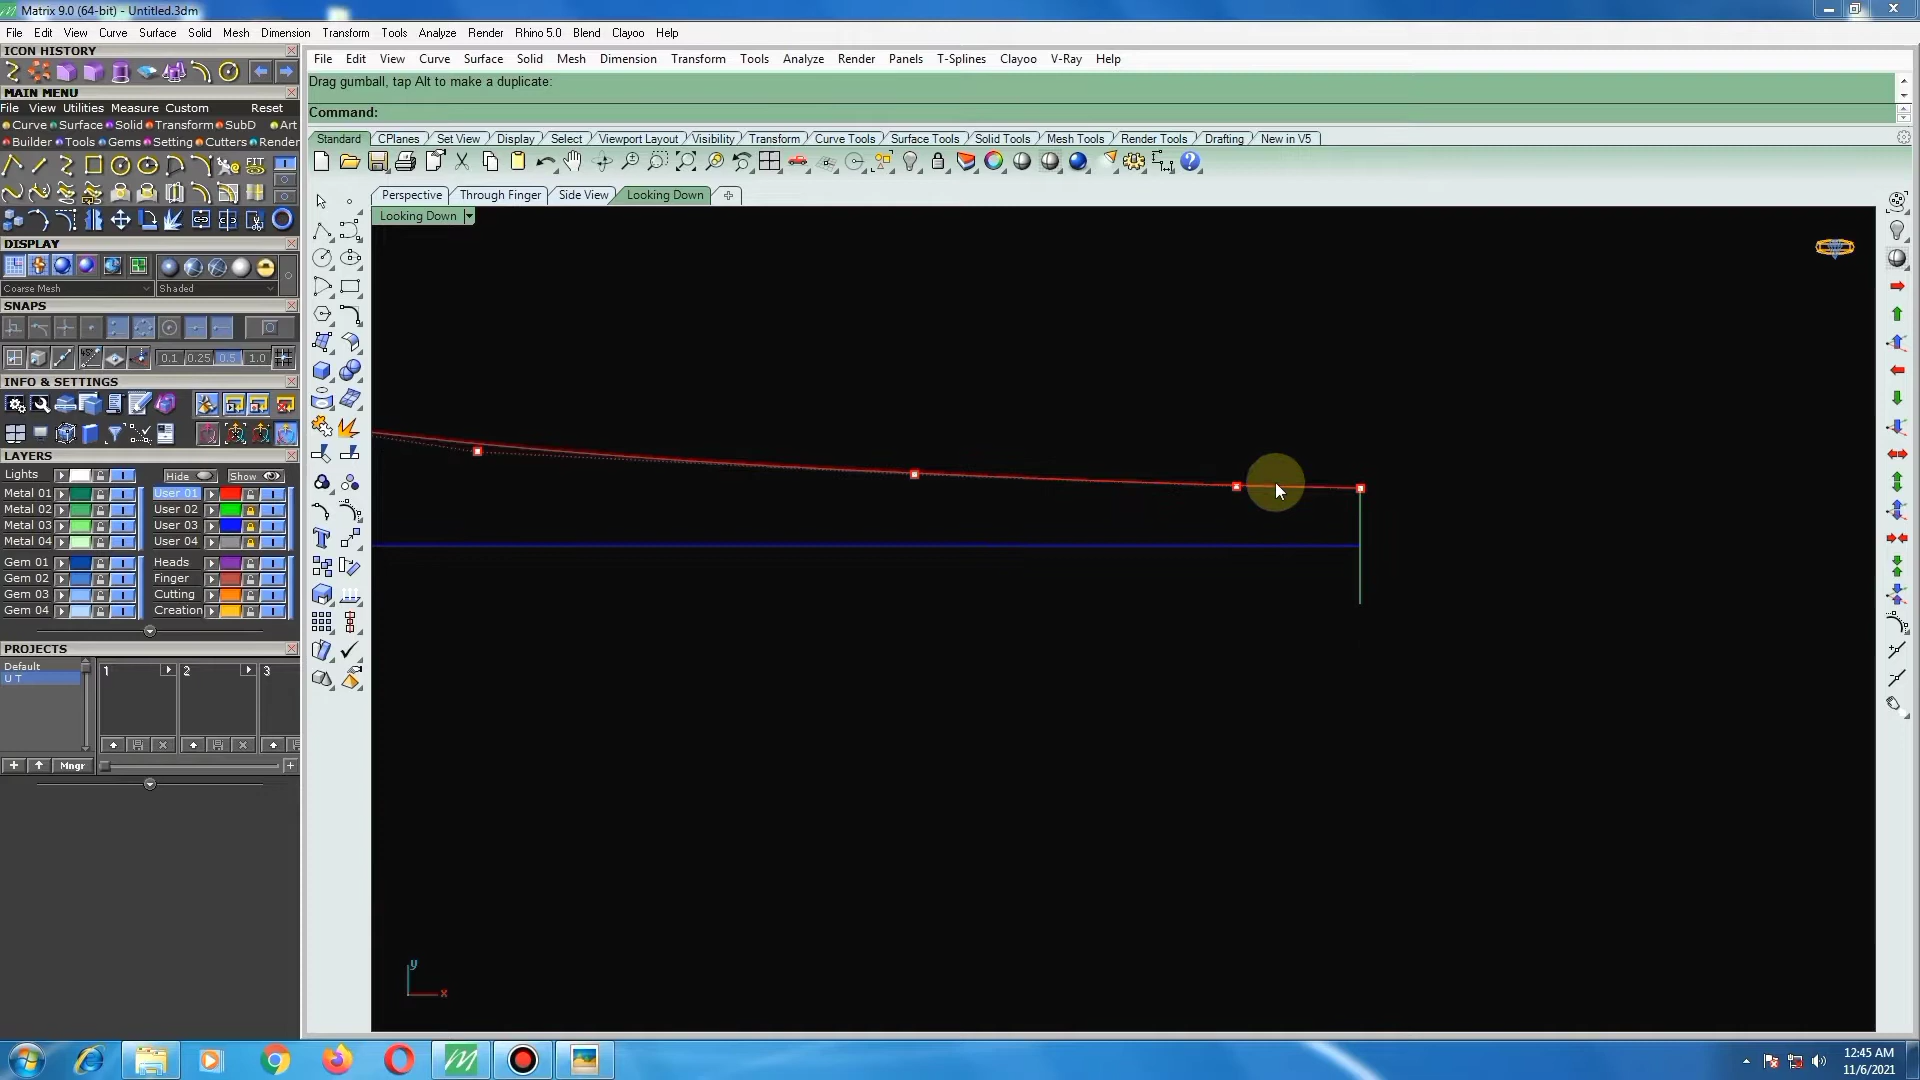 Matrix 9.0 (64-bit) - Untitled.3dm
File Edit View Curve Surface Solid Mesh Dimension Transform Tools Analyze Render Rhino 5.0 Blend Clayoo Help
ICON HISTORY
MAIN MENU
File View Utilities Measure Custom Reset
Curve Surface Solid Transform SubD Art
Builder Tools Gems Setting Cutters Render
FIT
DISPLAY
Coarse Mesh Shaded
SNAPS
0.1 0.25 0.5 1.0
INFO & SETTINGS
LAYERS
Lights Hide Show
Metal 01 User 01
Metal 02 User 02
Metal 03 User 03
Metal 04 User 04
Gem 01 Heads
Gem 02 Finger
Gem 03 Cutting
Gem 04 Creation
PROJECTS
Default
U T
1 2 3
+ Mngr +
File Edit View Curve Surface Solid Mesh Dimension Transform Tools Analyze Render Panels T-Splines Clayoo V-Ray Help
Drag gumball, tap Alt to make a duplicate:
Command:
Standard CPlanes Set View Display Select Viewport Layout Visibility Transform Curve Tools Surface Tools Solid Tools Mesh Tools Render Tools Drafting New in V5
Perspective Through Finger Side View Looking Down
Looking Down
y
x
12:45 AM
11/6/2021